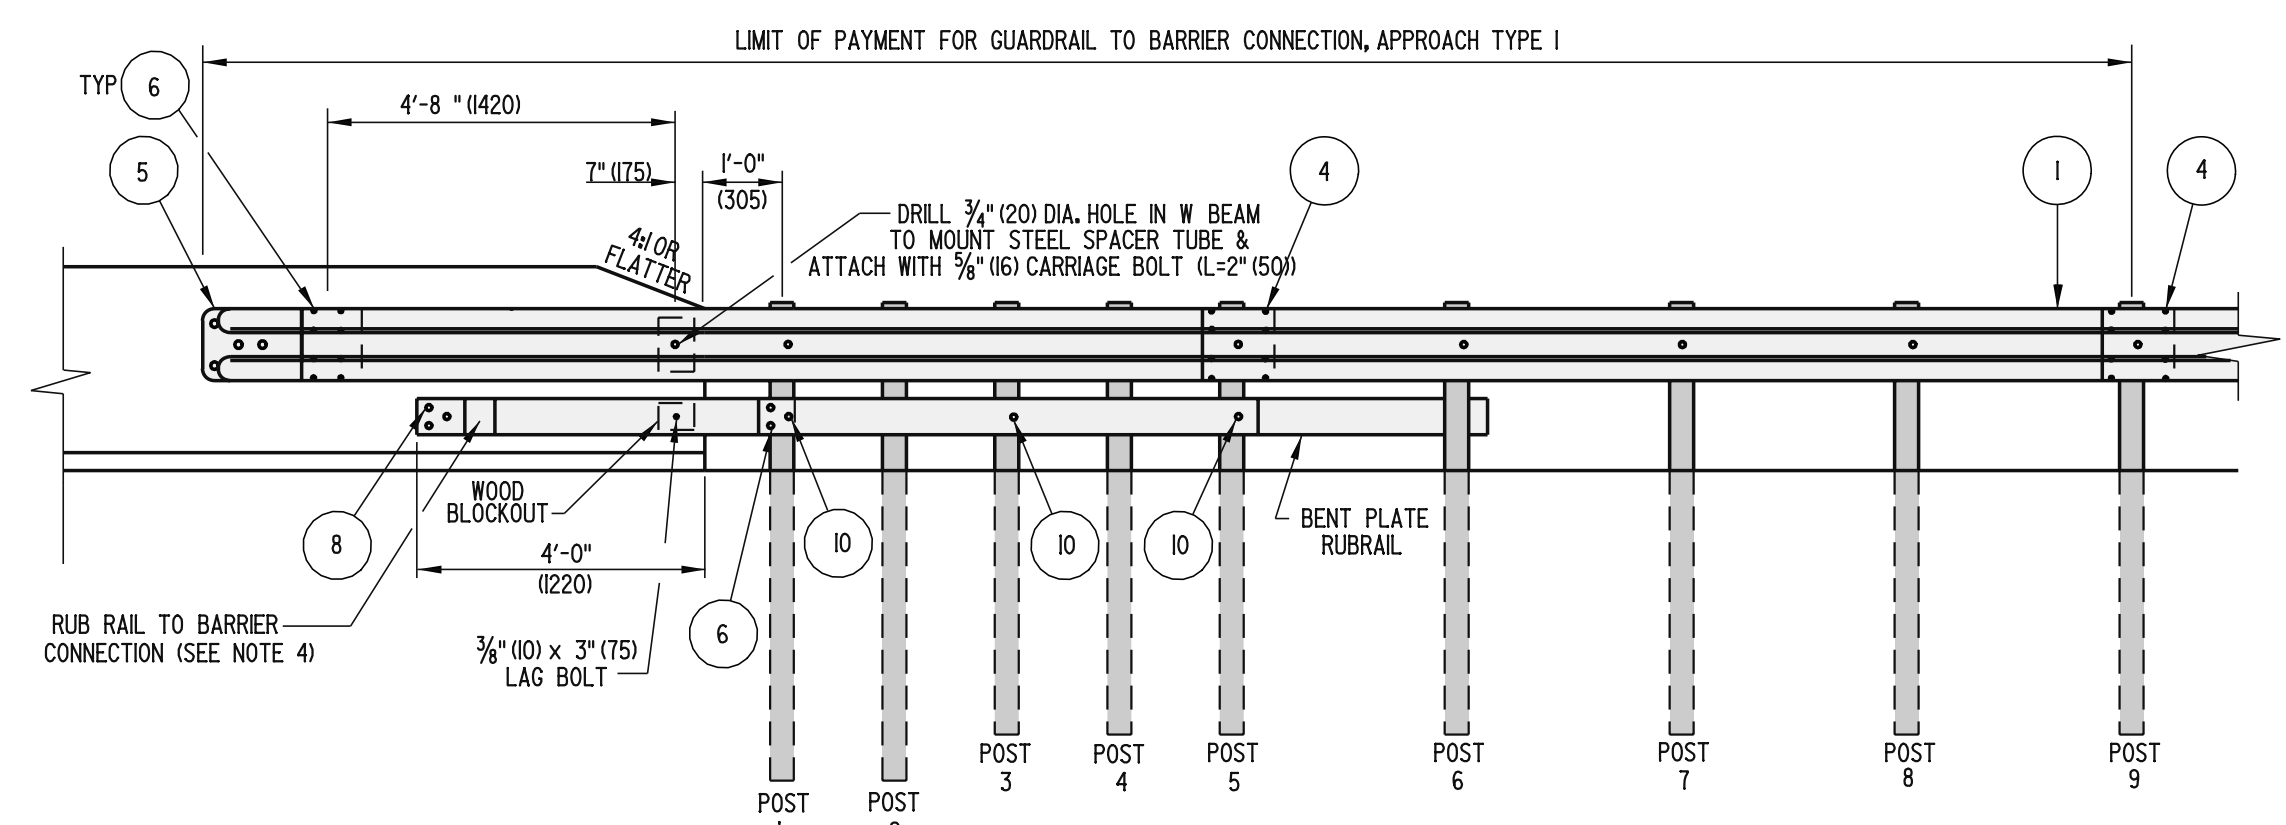 LIMIT OF PAYMENT FOR GUARDRAIL TO BARRIER CONNECTION, APPROACH TYPE I
TYP 6
4'-8 " (1420)
5
7" (175)
1'-0"
(305)
4
1
4
DRILL 3/4" (20) DIA. HOLE IN W BEAM
TO MOUNT STEEL SPACER TUBE &
ATTACH WITH 5/8" (16) CARRIAGE BOLT (L=2" (50))
4:1 OR
FLATTER
WOOD
BLOCKOUT
8
10
10
10
BENT PLATE
RUBRAIL
4'-0"
(1220)
RUB RAIL TO BARRIER
CONNECTION (SEE NOTE 4)
3/8" (10) x 3" (75)
LAG BOLT
6
POST
POST
POST
3
POST
4
POST
5
POST
6
POST
7
POST
8
POST
9